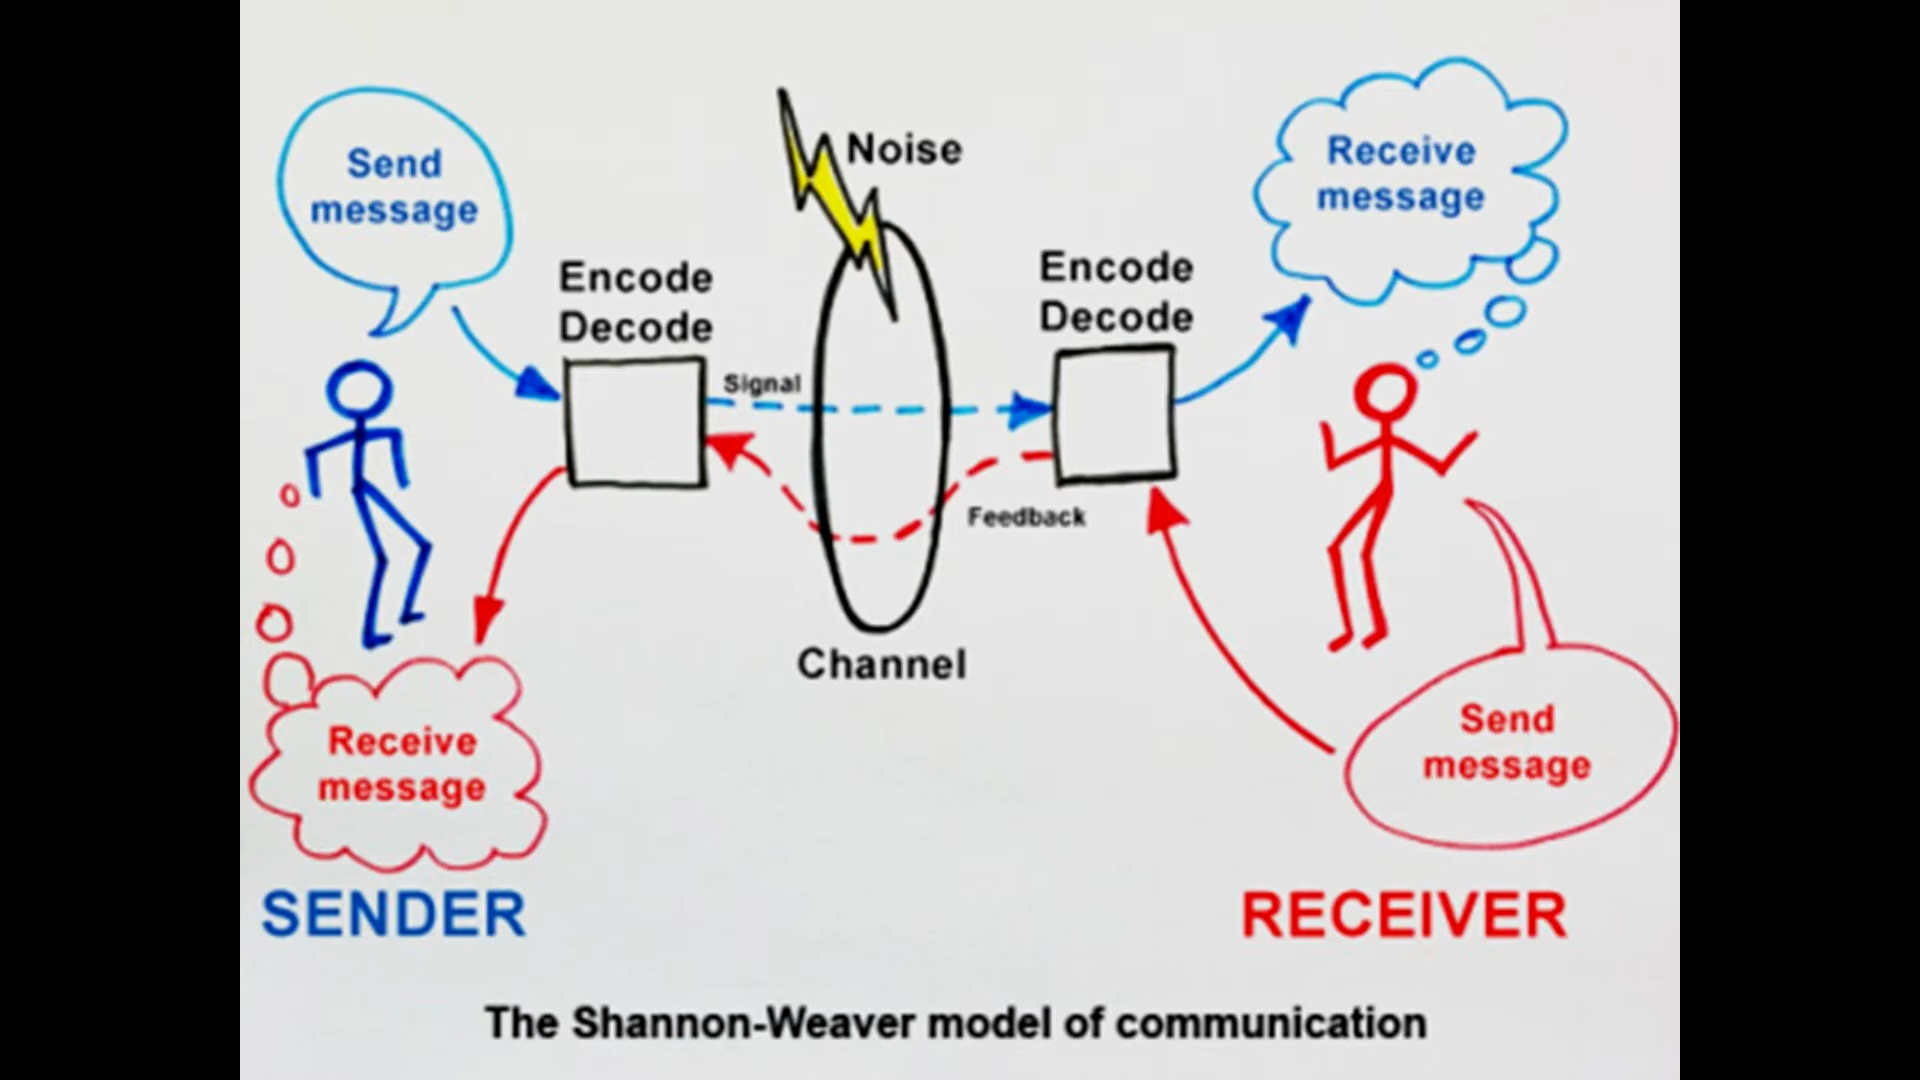 Send
message
Noise
Receive
message
Encode
Decode
Encode
Decode
Signal
Feedback
Channel
Receive
message
Send
message
SENDER
RECEIVER
The Shannon-Weaver model of communication